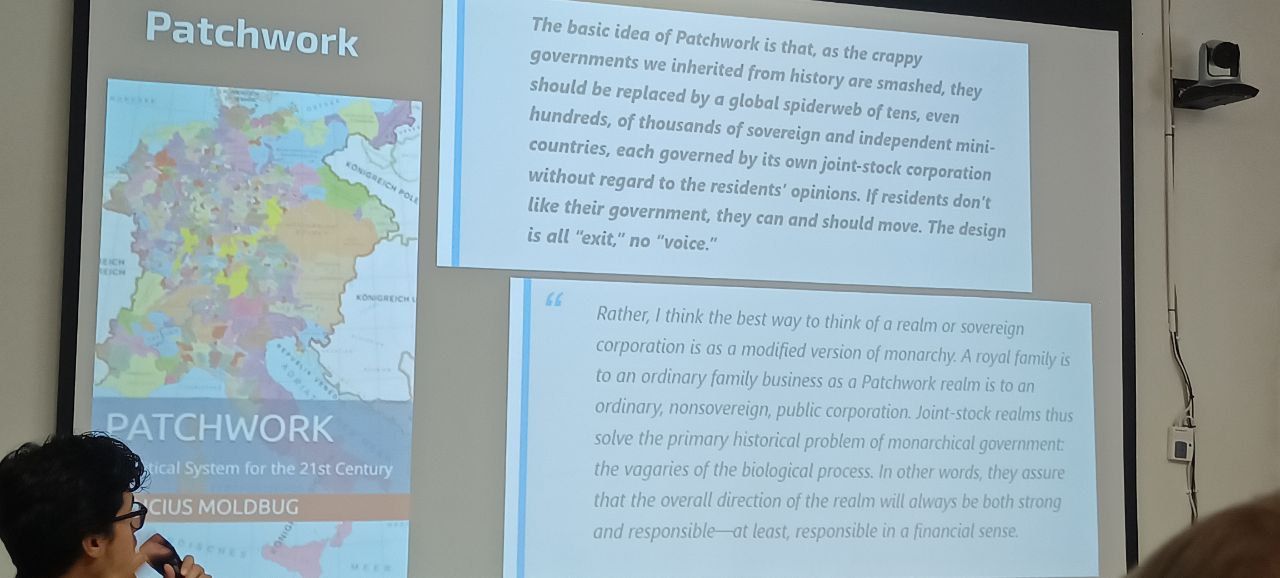 Patchwork
The basic idea of Patchwork is that, as the crappy
governments we inherited from history are smashed, they
should be replaced by a global spiderweb of tens, even
hundreds, of thousands of sovereign and independent mini-
countries, each governed by its own joint-stock corporation
without regard to the residents' opinions. If residents don't
like their government, they can and should move. The design
is all "exit," no "voice."
“
Rather, I think the best way to think of a realm or sovereign
corporation is as a modified version of monarchy. A royal family is
to an ordinary family business as a Patchwork realm is to an
ordinary, nonsovereign, public corporation. Joint-stock realms thus
solve the primary historical problem of monarchical government:
the vagaries of the biological process. In other words, they assure
that the overall direction of the realm will always be both strong
and responsible—at least, responsible in a financial sense.
KÖNIGREICH POLE
EICH
REICH
KÖNIGREICH U
PATCHWORK
tical System for the 21st Century
CIUS MOLDBUG
MEER